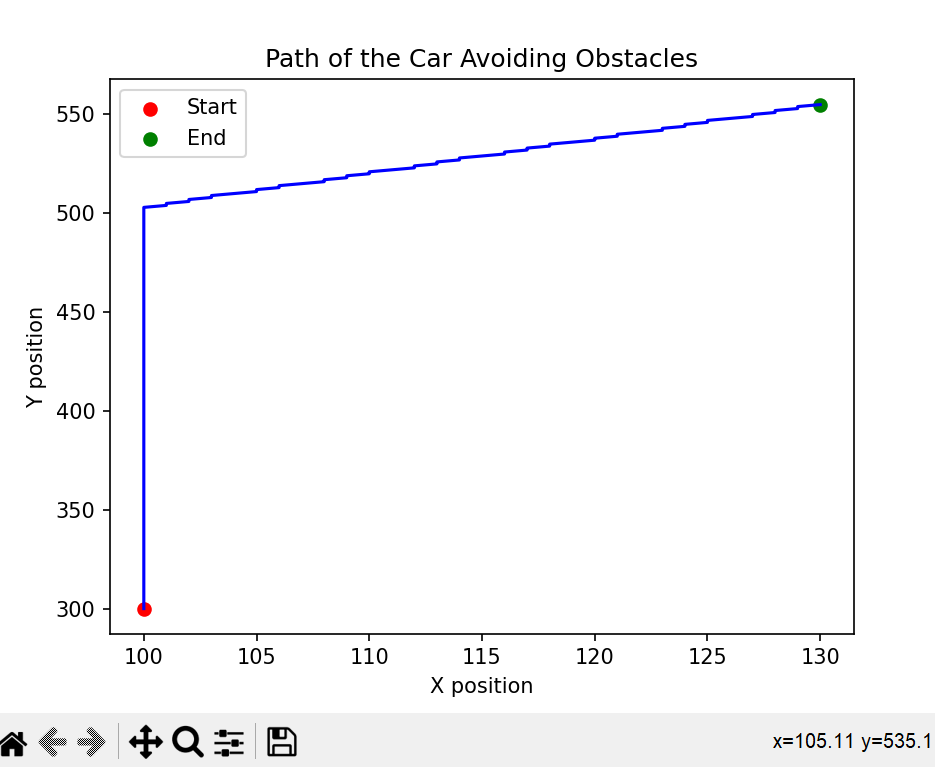 Path of the Car Avoiding Obstacles
Start
End
550
500
450
400
350
300
Y position
100 105 110 115 120 125 130
X position
x=105.11 y=535.1